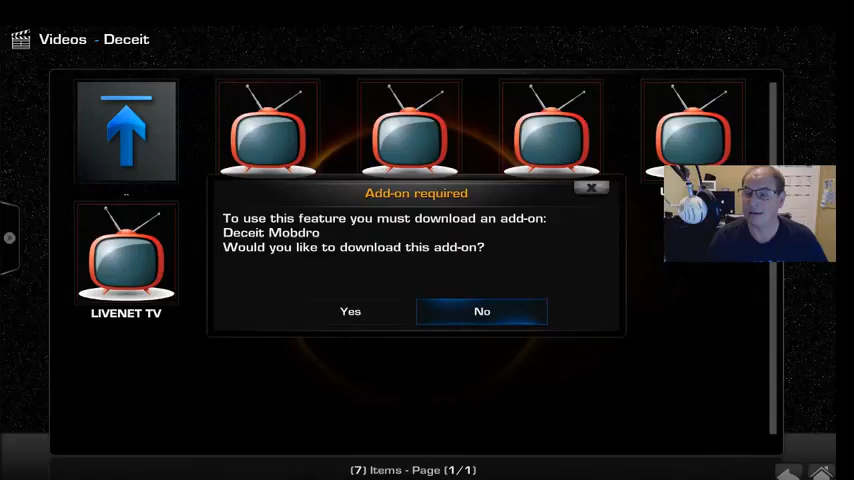 Videos - Deceit
..
Add-on required
X
To use this feature you must download an add-on:
Deceit Mobdro
Would you like to download this add-on?
Yes
No
LIVENET TV
(7) Items - Page (1/1)